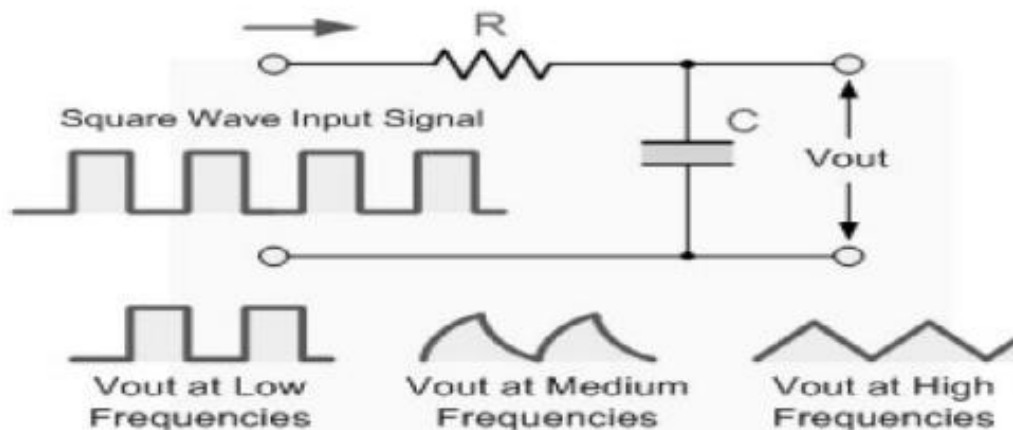 R
Square Wave Input Signal
C
Vout
Vout at Low
Frequencies
Vout at Medium
Frequencies
Vout at High
Frequencies